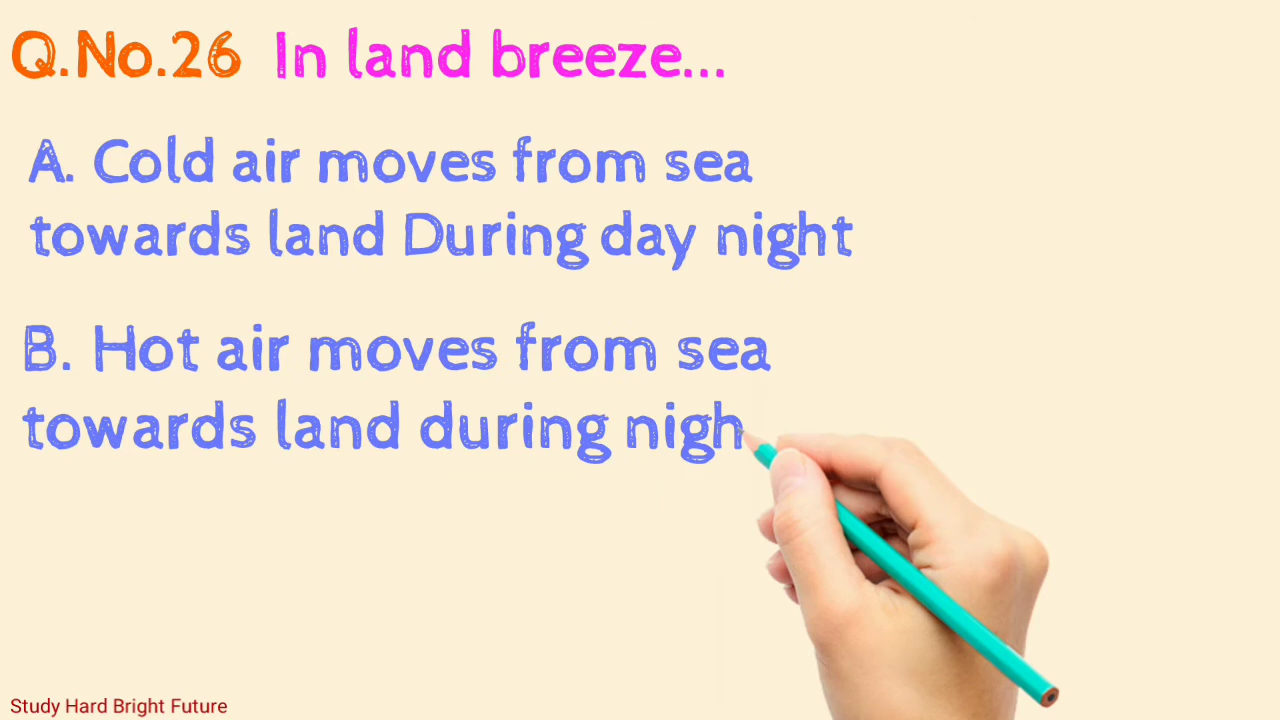 Q.No.26 In land breeze...
A. Cold air moves from sea
towards land During day night
B. Hot air moves from sea
towards land during nigh
Study Hard Bright Future